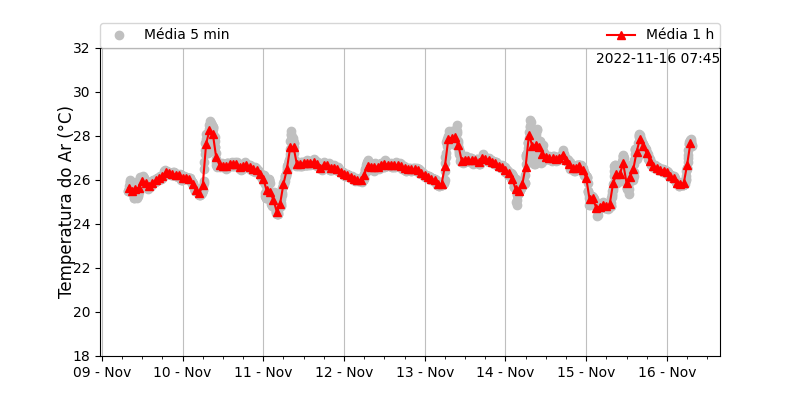 Média 5 min
Média 1 h
2022-11-16 07:45
Temperatura do Ar (°C)
32
30
28
26
24
22
20
18
09 - Nov
10 - Nov
11 - Nov
12 - Nov
13 - Nov
14 - Nov
15 - Nov
16 - Nov